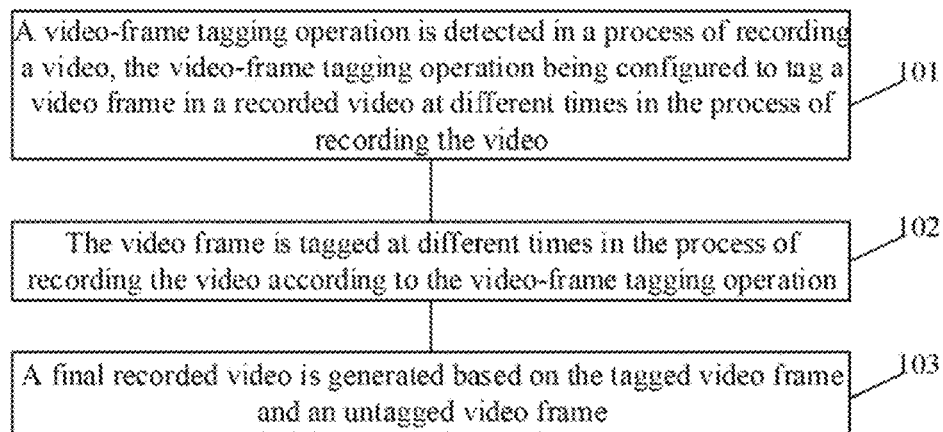 A video-frame tagging operation is detected in a process of recording
a video, the video-frame tagging operation being configured to tag a
video frame in a recorded video at different times in the process of
recording the video
101
The video frame is tagged at different times in the process of
recording the video according to the video-frame tagging operation
102
A final recorded video is generated based on the tagged video frame
and an untagged video frame
103